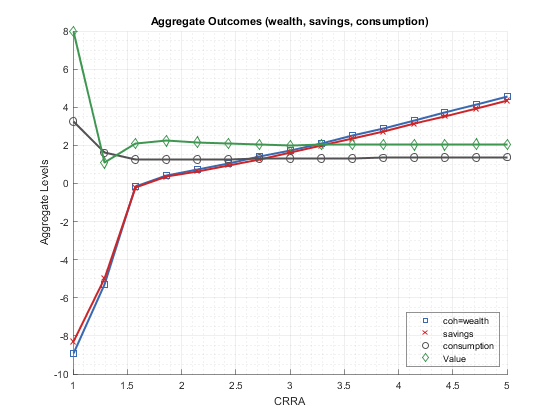 Aggregate Outcomes (wealth, savings, consumption)
8
6
4
2
0
-2
-4
-6
-8
-10
Aggregate Levels
1 1.5 2 2.5 3 3.5 4 4.5 5
CRRA
coh=wealth
savings
consumption
Value